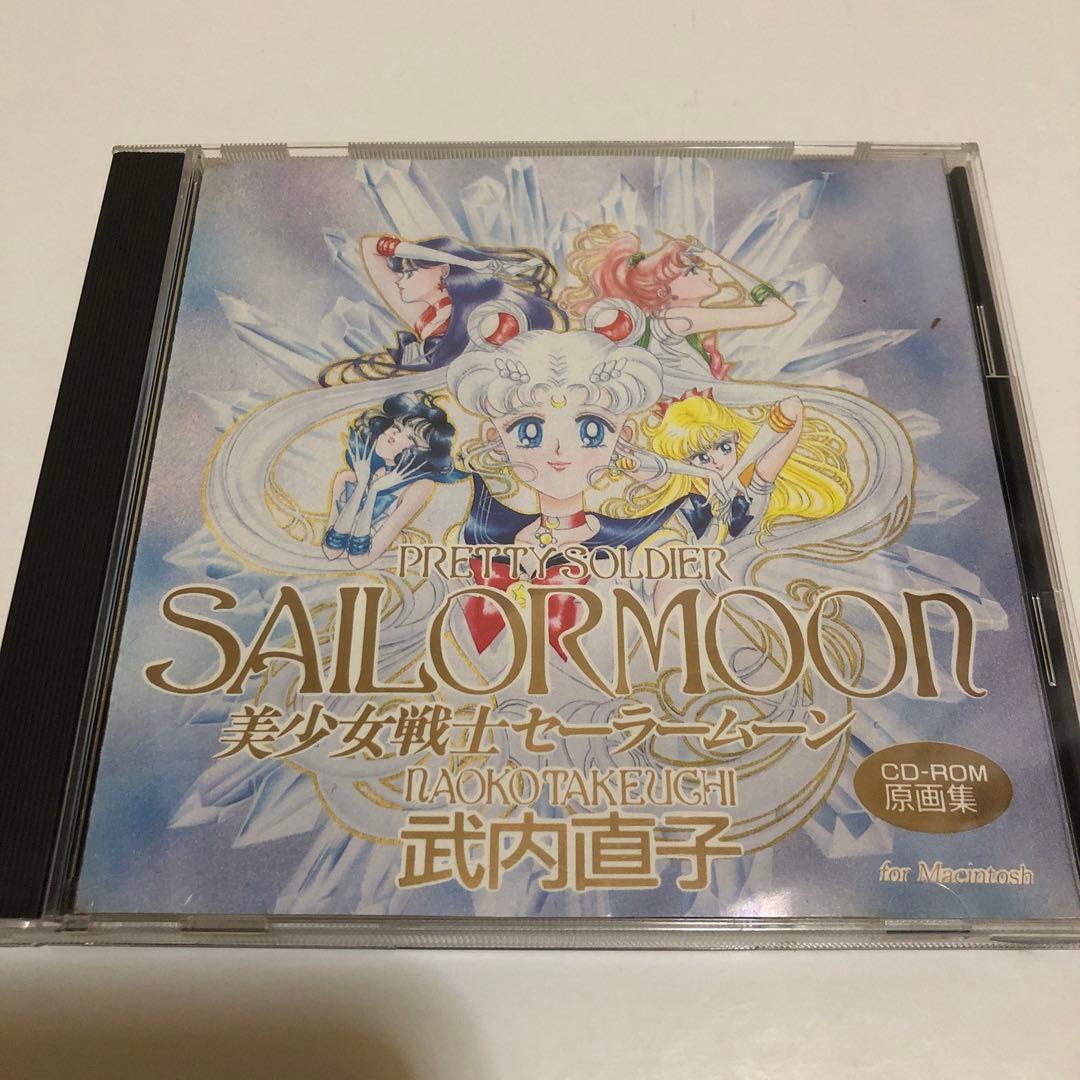 PRETTY SOLDIER
SAILORMOON
美少女戦士セーラームーン
NAOKO TAKEUCHI
武内直子
CD-ROM
原画集
for Macintosh